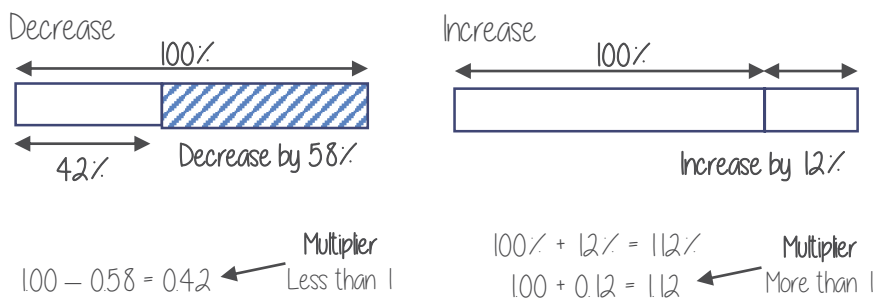 Decrease
100%
42%
Decrease by 58%
1.00 – 0.58 = 0.42
Multiplier
Less than 1
Increase
100%
Increase by 12%
100% + 12% = 112%
1.00 + 0.12 = 1.12
Multiplier
More than 1